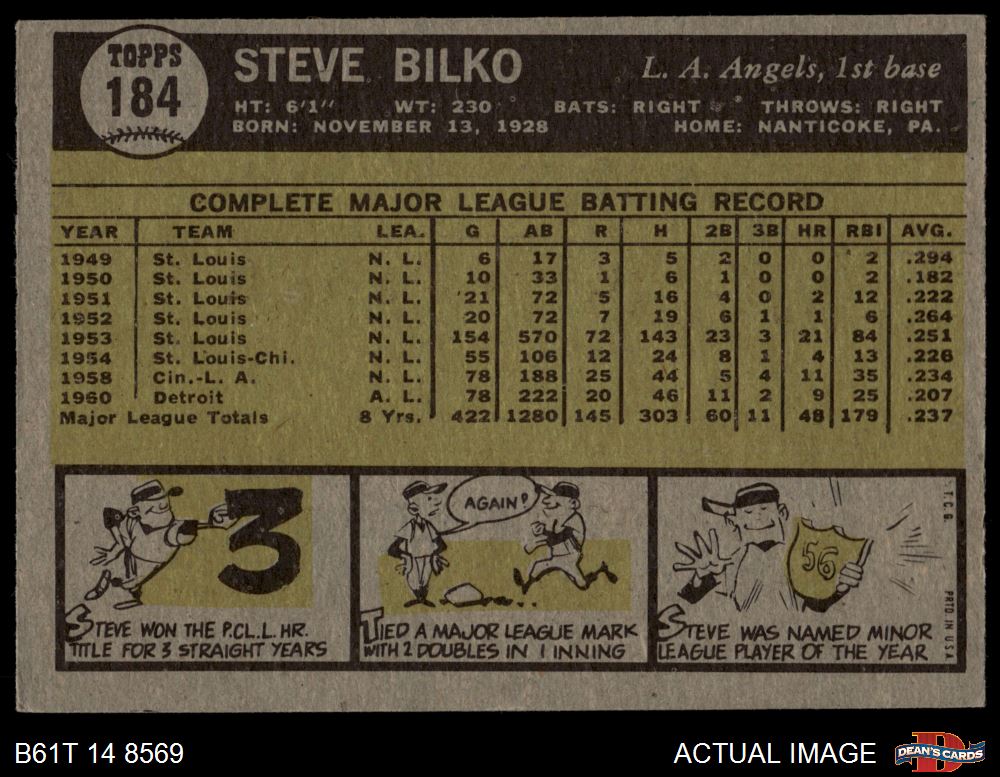 TOPPS
184
STEVE BILKO
L. A. Angels, 1st base
HT: 6'1" WT: 230 BATS: RIGHT THROWS: RIGHT
BORN: NOVEMBER 13, 1928 HOME: NANTICOKE, PA.
COMPLETE MAJOR LEAGUE BATTING RECORD
YEAR TEAM LEA. G AB R H 2B 3B HR RBI AVG.
1949 St. Louis N. L. 6 17 3 5 2 0 0 2 .294
1950 St. Louis N. L. 10 33 1 6 1 0 0 2 .182
1951 St. Louis N. L. 21 72 5 16 4 0 2 12 .222
1952 St. Louis N. L. 20 72 7 19 6 1 1 6 .264
1953 St. Louis N. L. 154 570 72 143 23 3 21 84 .251
1954 St. Louis-Chi. N. L. 55 106 12 24 8 1 4 13 .226
1958 Cin.-L. A. N. L. 78 188 25 44 5 4 11 35 .234
1960 Detroit A. L. 78 222 20 46 11 2 9 25 .207
Major League Totals 8 Yrs. 422 1280 145 303 60 11 48 179 .237
3
STEVE WON THE P.C.L. HR.
TITLE FOR 3 STRAIGHT YEARS
AGAIN?
TIED A MAJOR LEAGUE MARK
WITH 2 DOUBLES IN 1 INNING
56
STEVE WAS NAMED MINOR
LEAGUE PLAYER OF THE YEAR
T.C.G.
PRTD IN U.S.A.
B61T 14 8569
ACTUAL IMAGE
D
DEAN'S CARDS